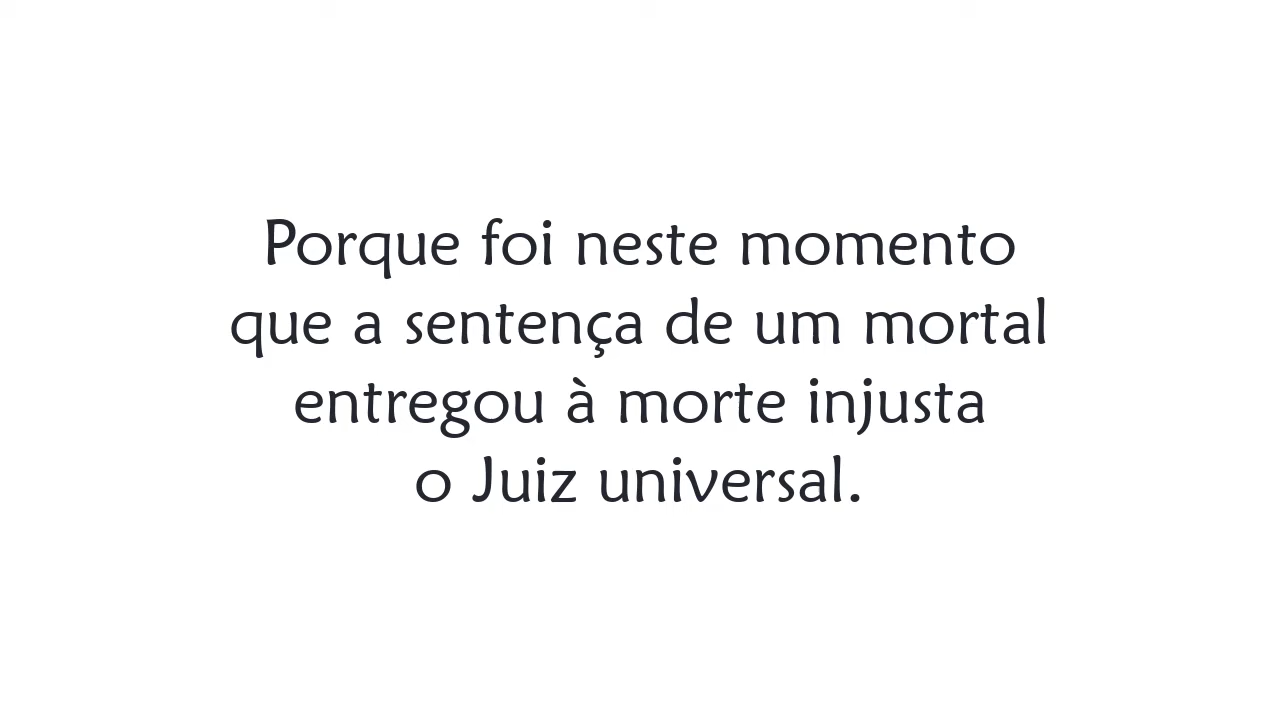 Porque foi neste momento
que a sentença de um mortal
entregou à morte injusta
o Juiz universal.